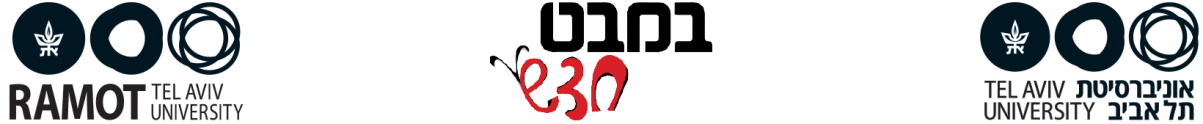 RAMOT TEL AVIV
UNIVERSITY
במבט
חדש
TEL AVIV אוניברסיטת
UNIVERSITY תל אביב